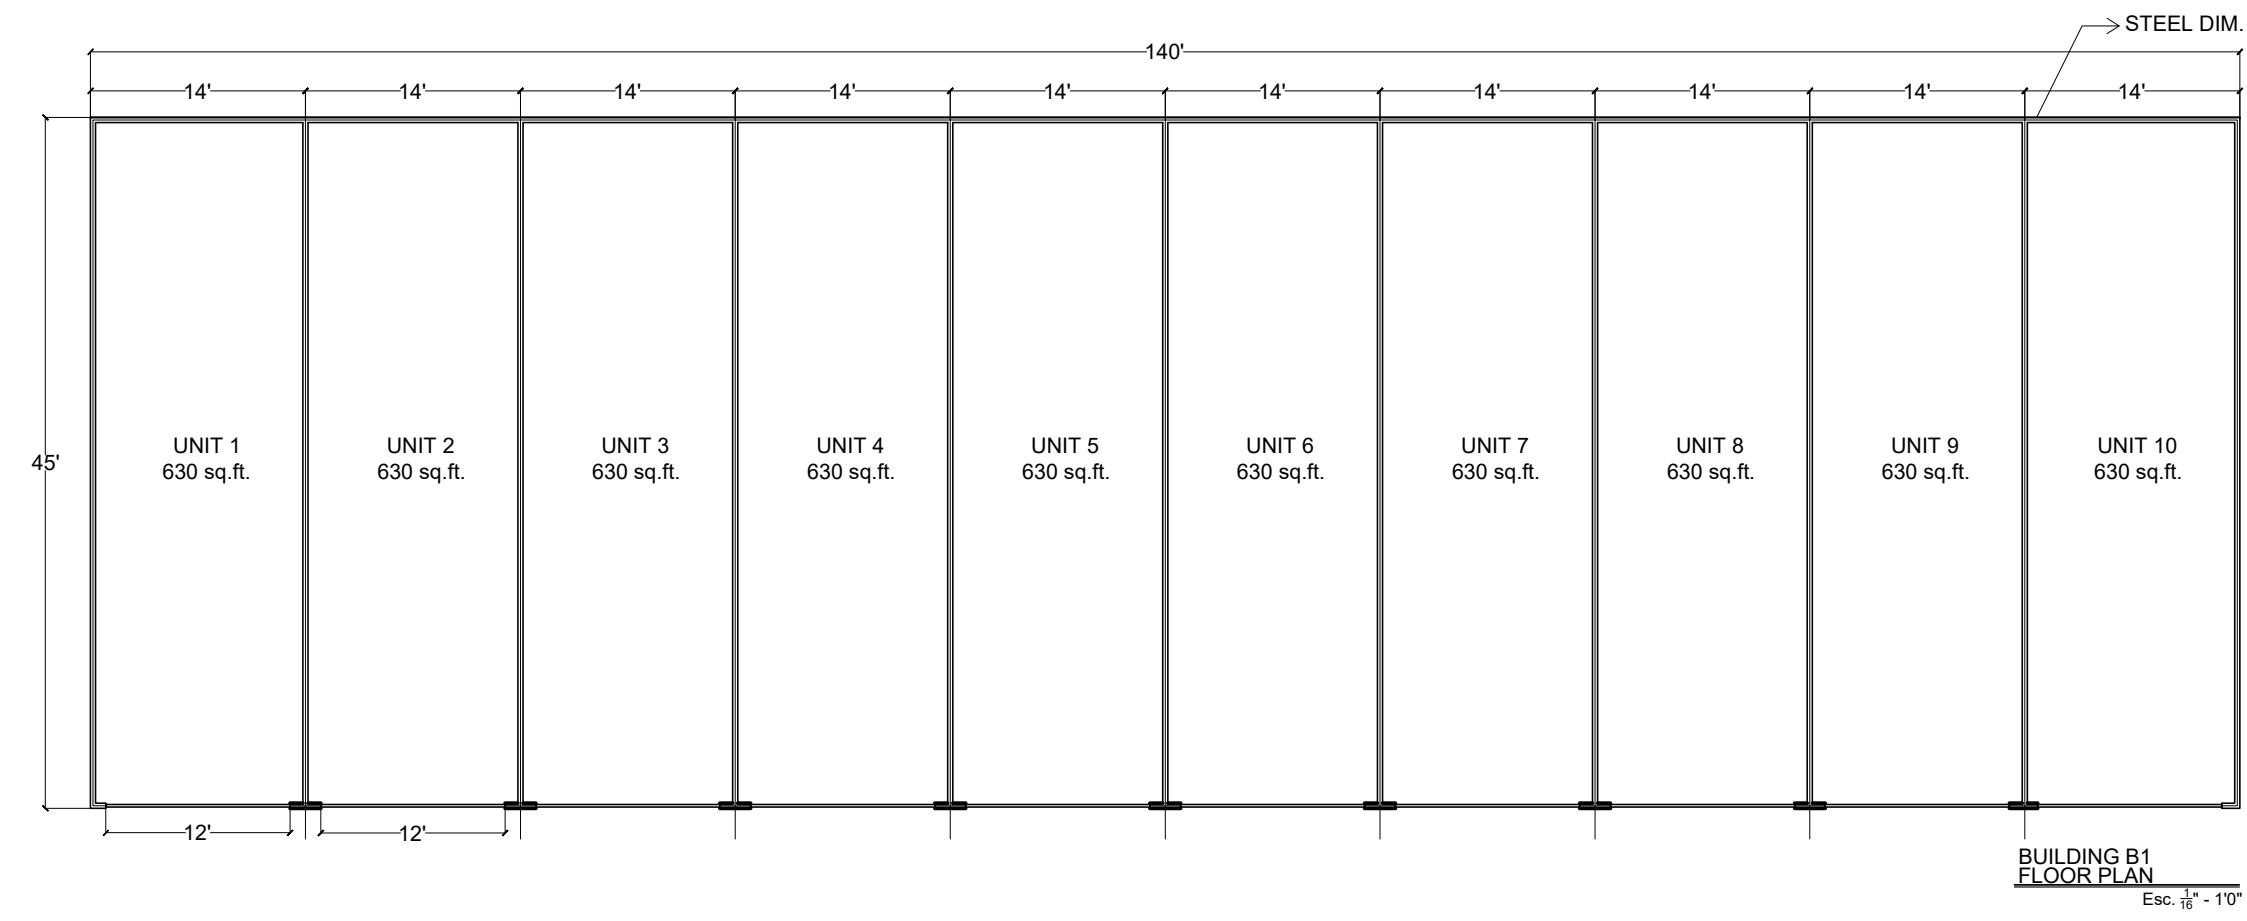 STEEL DIM.
140'
14' 14' 14' 14' 14' 14' 14' 14' 14' 14'
UNIT 1 UNIT 2 UNIT 3 UNIT 4 UNIT 5 UNIT 6 UNIT 7 UNIT 8 UNIT 9 UNIT 10
45'
630 sq.ft. 630 sq.ft. 630 sq.ft. 630 sq.ft. 630 sq.ft. 630 sq.ft. 630 sq.ft. 630 sq.ft. 630 sq.ft. 630 sq.ft.
12' 12'
BUILDING B1
FLOOR PLAN
Esc. 1/16" - 1'0"